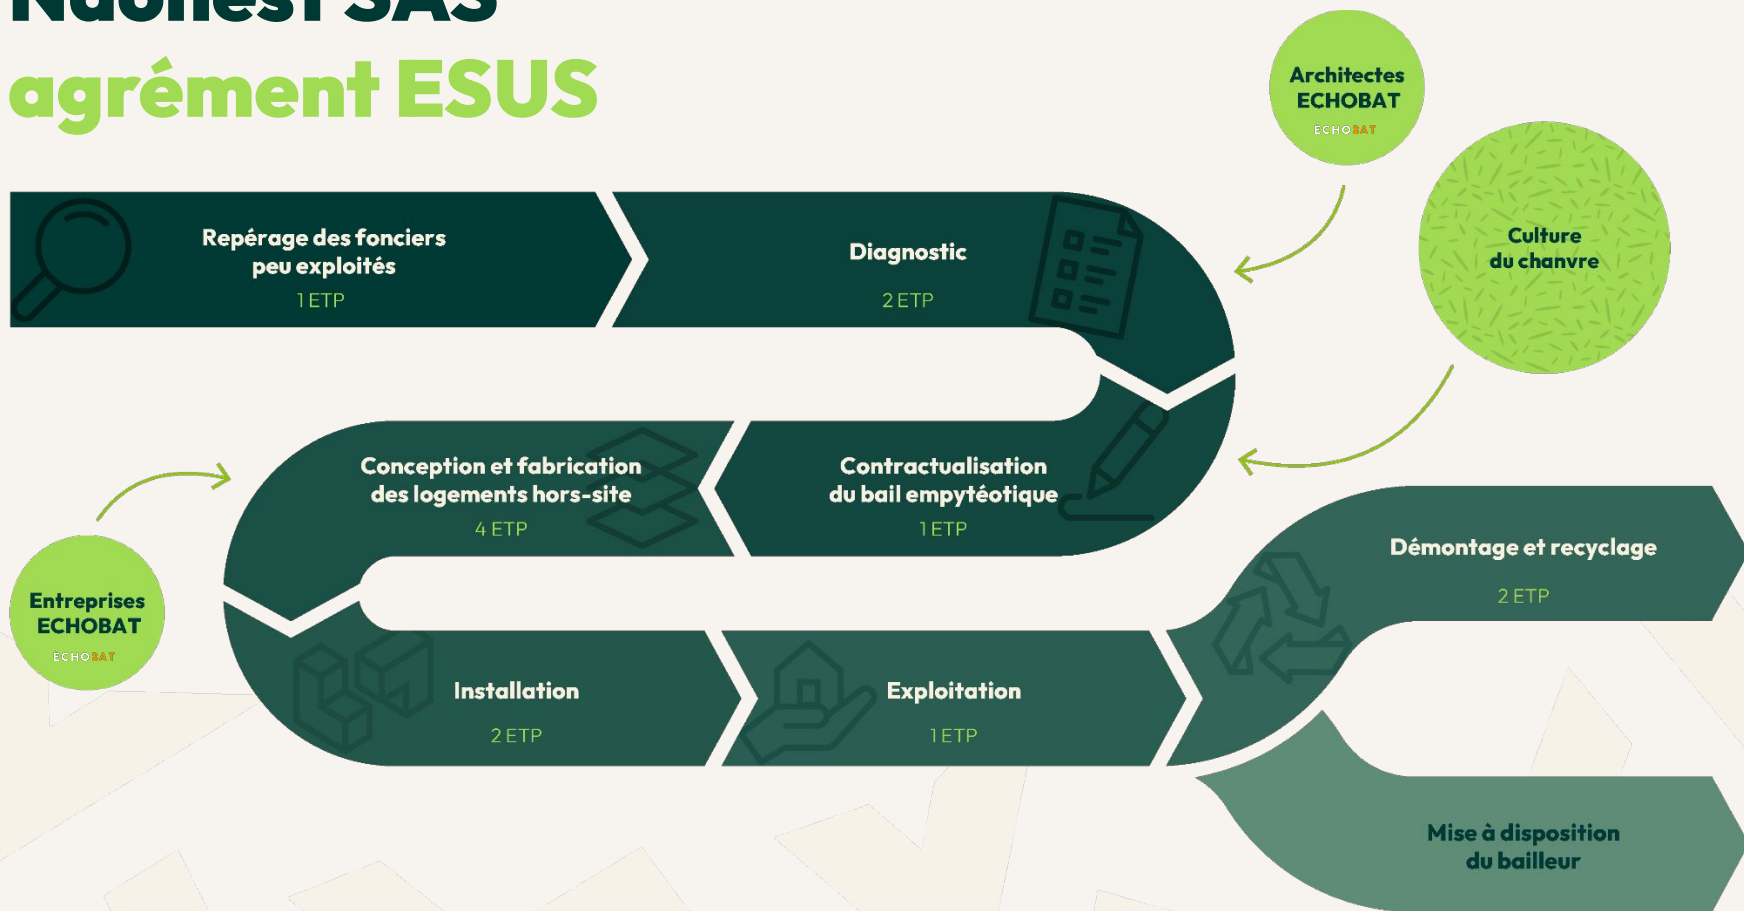 agrément ESUS
Architectes
ECHOBAT
ECHOBAT
Culture
du chanvre
Repérage des fonciers
peu exploités
1 ETP
Diagnostic
2 ETP
Conception et fabrication
des logements hors-site
4 ETP
Contractualisation
du bail empytéotique
1 ETP
Entreprises
ECHOBAT
ECHOBAT
Installation
2 ETP
Exploitation
1 ETP
Démontage et recyclage
2 ETP
Mise à disposition
du bailleur